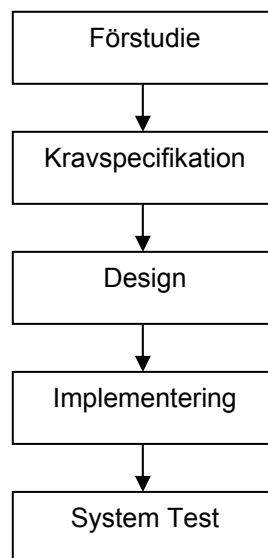 Förstudie
Kravspecifikation
Design
Implementering
System Test